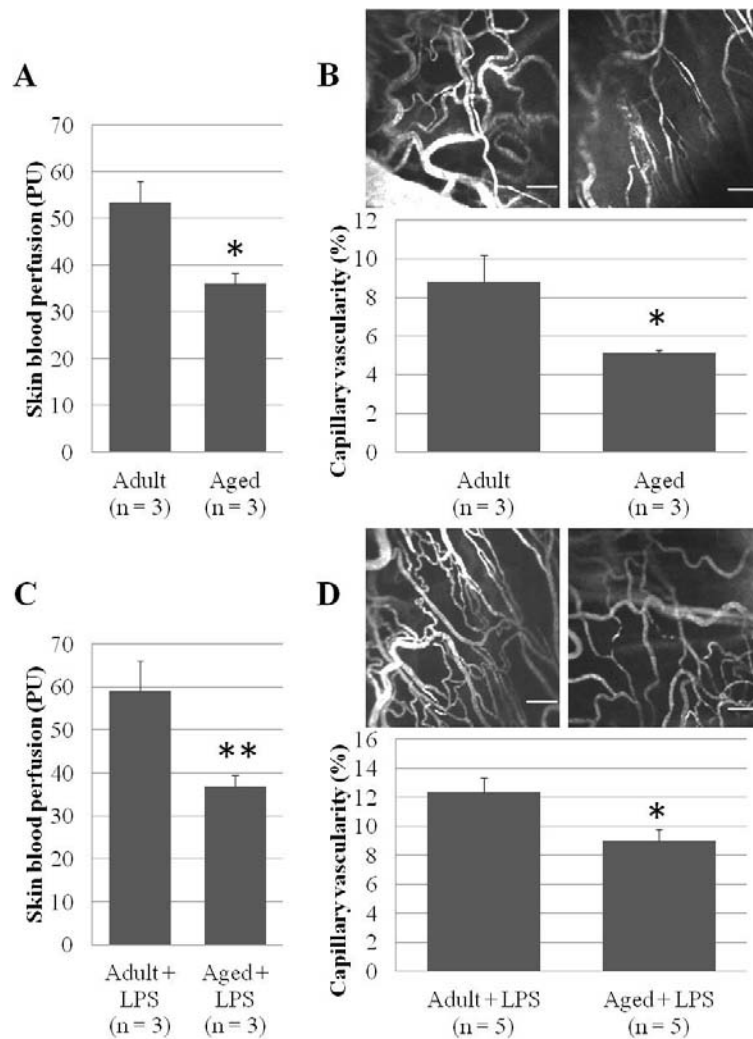 A
Skin blood perfusion (PU)
70
60
50
40
30
20
10
0
*
Adult
(n = 3)
Aged
(n = 3)
B
Capillary vascularity (%)
12
10
8
6
4
2
0
*
Adult
(n = 3)
Aged
(n = 3)
C
Skin blood perfusion (PU)
70
60
50
40
30
20
10
0
**
Adult +
LPS
(n = 3)
Aged +
LPS
(n = 3)
D
Capillary vascularity (%)
16
14
12
10
8
6
4
2
0
*
Adult + LPS
(n = 5)
Aged + LPS
(n = 5)